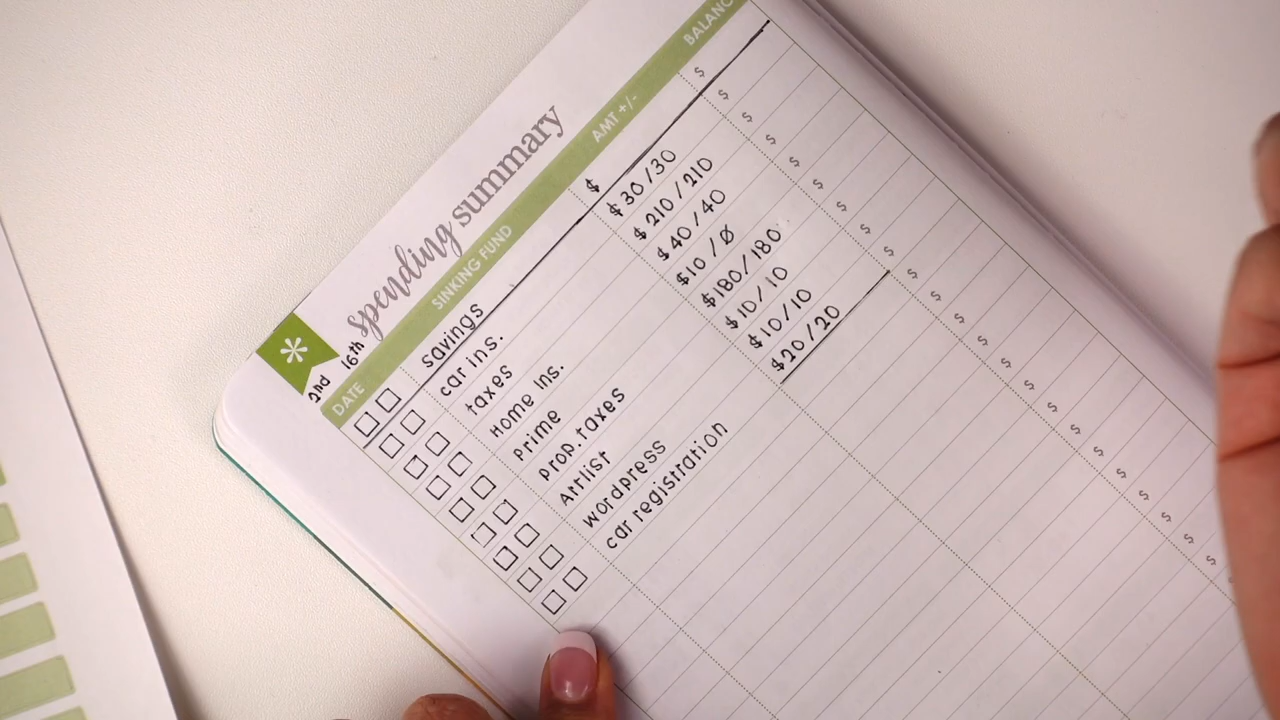 spending summary
2nd 16th
DATE SINKING FUND AMT +/-
savings $ $
car ins. $30/30 $
taxes $210/210 $
Home Ins. $40/40 $
Prime $10/Ø $
prop. taxes $180/180 $
Artlist $10/10 $
wordpress $10/10 $
car registration $20/20 $
$
$
$
$
$
$
$
$
$
$
$
$
$